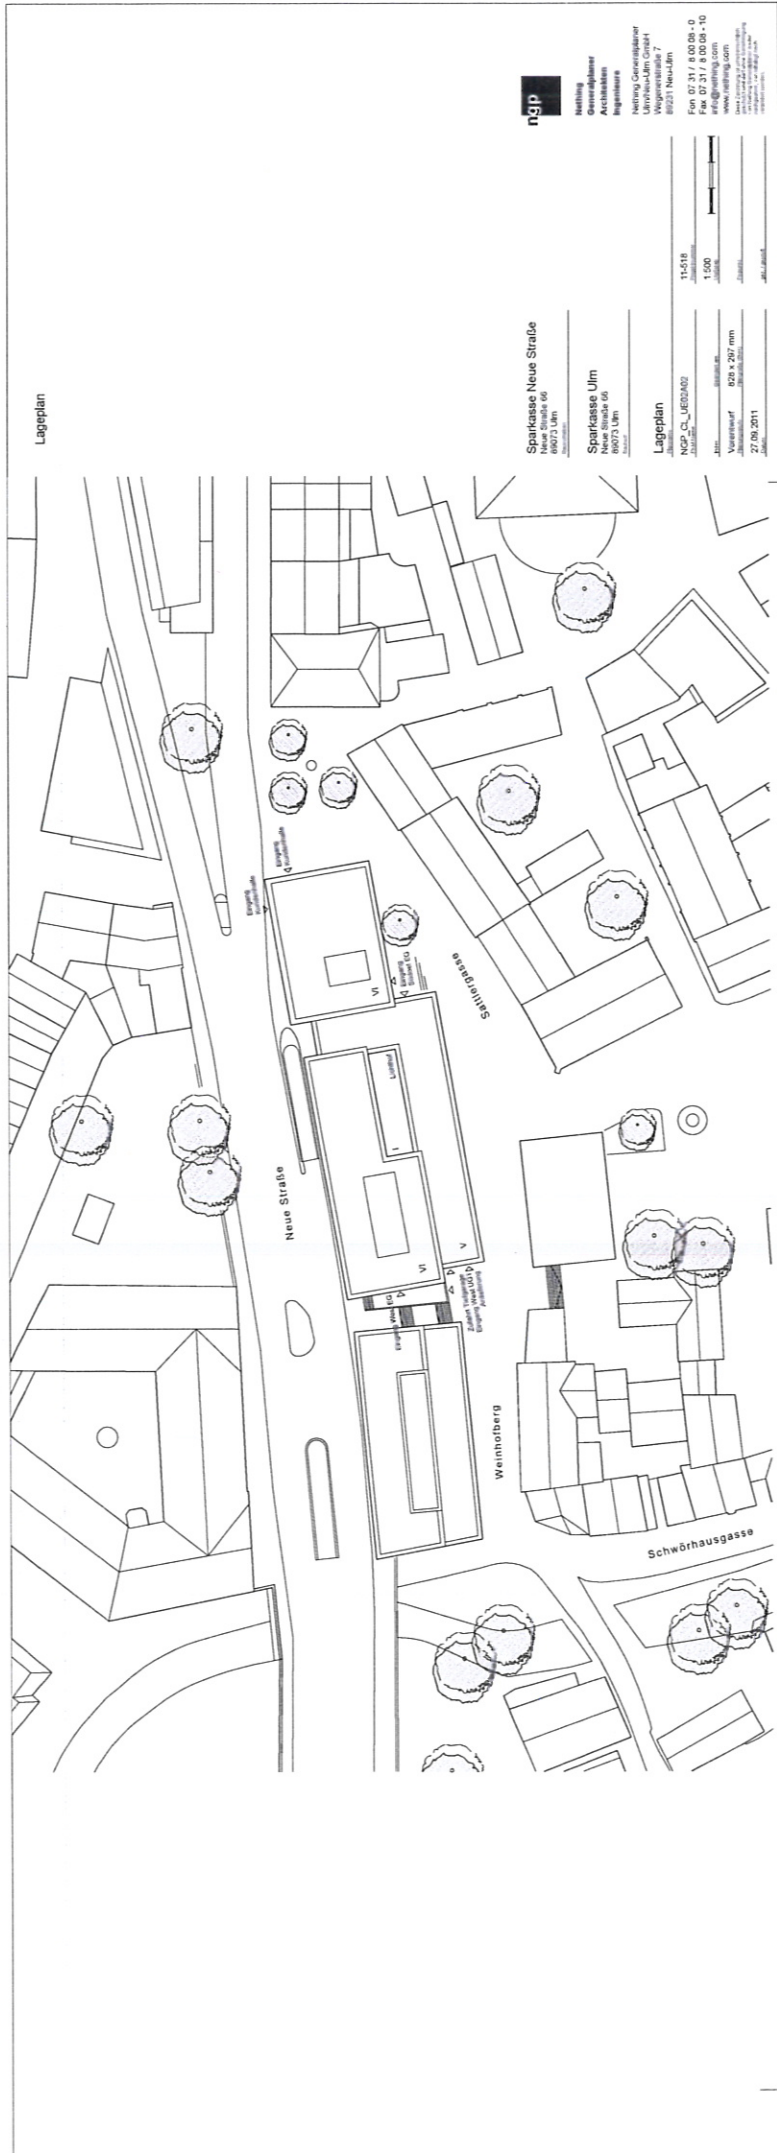 Lageplan
ngp
Nething
Generalplaner
Architekten
Ingenieure
Nething Generalplaner
Ulm/Neu-Ulm GmbH
Wegenerstraße 7
89231 Neu-Ulm
Fon 07 31 / 8 00 08 - 0
Fax 07 31 / 8 00 08 - 10
info@nething.com
www.nething.com
Sparkasse Neue Straße
Neue Straße 66
89073 Ulm
Sparkasse Ulm
Neue Straße 66
89073 Ulm
Lageplan
NGP_CL_UE02A02
11-518
1:500
Vorentwurf
828 x 297 mm
27.09.2011
Datum
Neue Straße
Eingang
Kundenhalle
Eingang
Kundenhalle
VI
Eingang
EG
Sattlergasse
Lichthof
I
VI
V
Eingang West EG
Zufahrt Tiefgarage
Eingang West UG1
Anlieferung
Weinhofberg
Schwörhausgasse